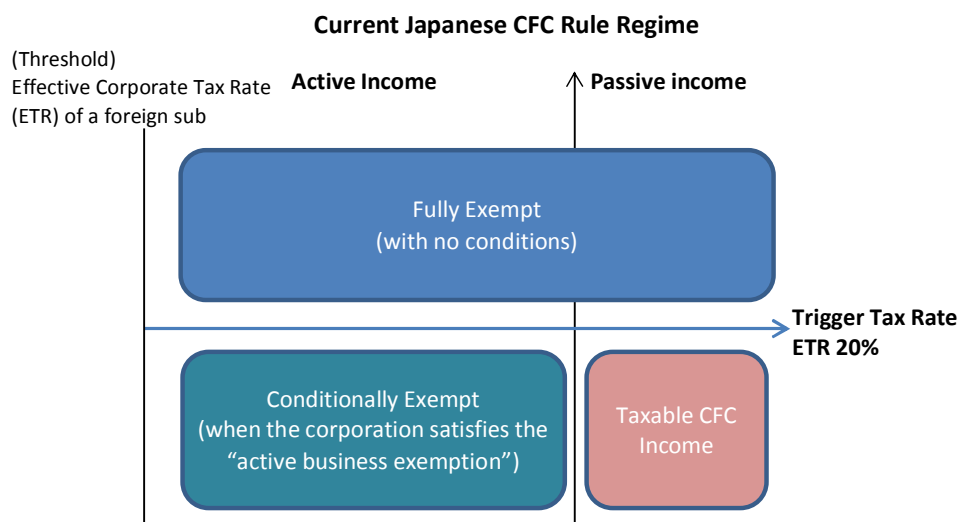 Current Japanese CFC Rule Regime
(Threshold)
Effective Corporate Tax Rate
(ETR) of a foreign sub
Active Income
Passive income
Fully Exempt
(with no conditions)
Trigger Tax Rate
ETR 20%
Conditionally Exempt
(when the corporation satisfies the
“active business exemption”)
Taxable CFC
Income